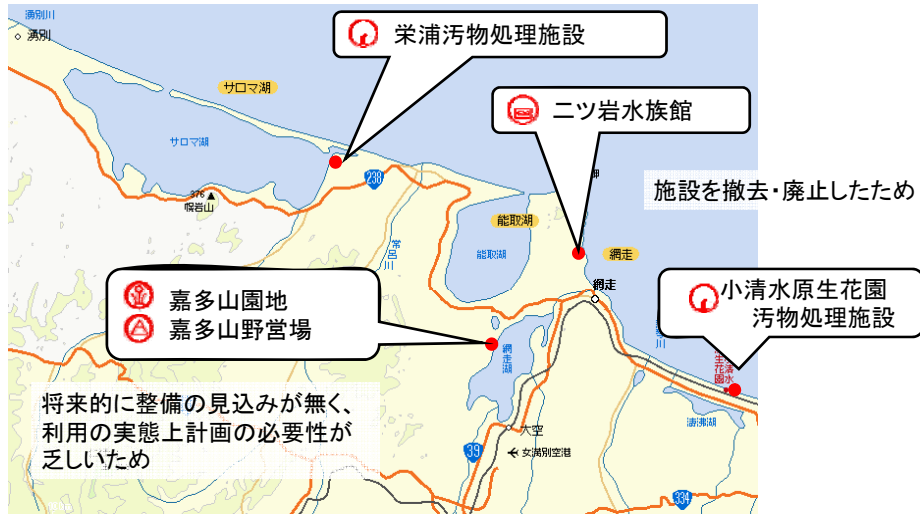 湧別川
湧別
栄浦汚物処理施設
サロマ湖
二ツ岩水族館
サロマ湖
238
376
幌岩山
施設を撤去・廃止したため
能取湖
能取湖
常呂川
網走
網走
嘉多山園地
嘉多山野営場
小清水原生花園
汚物処理施設
網走湖
小清水
生花園
濤沸湖
将来的に整備の見込みが無く、
利用の実態上計画の必要性が
乏しいため
大空
39
女満別空港
334